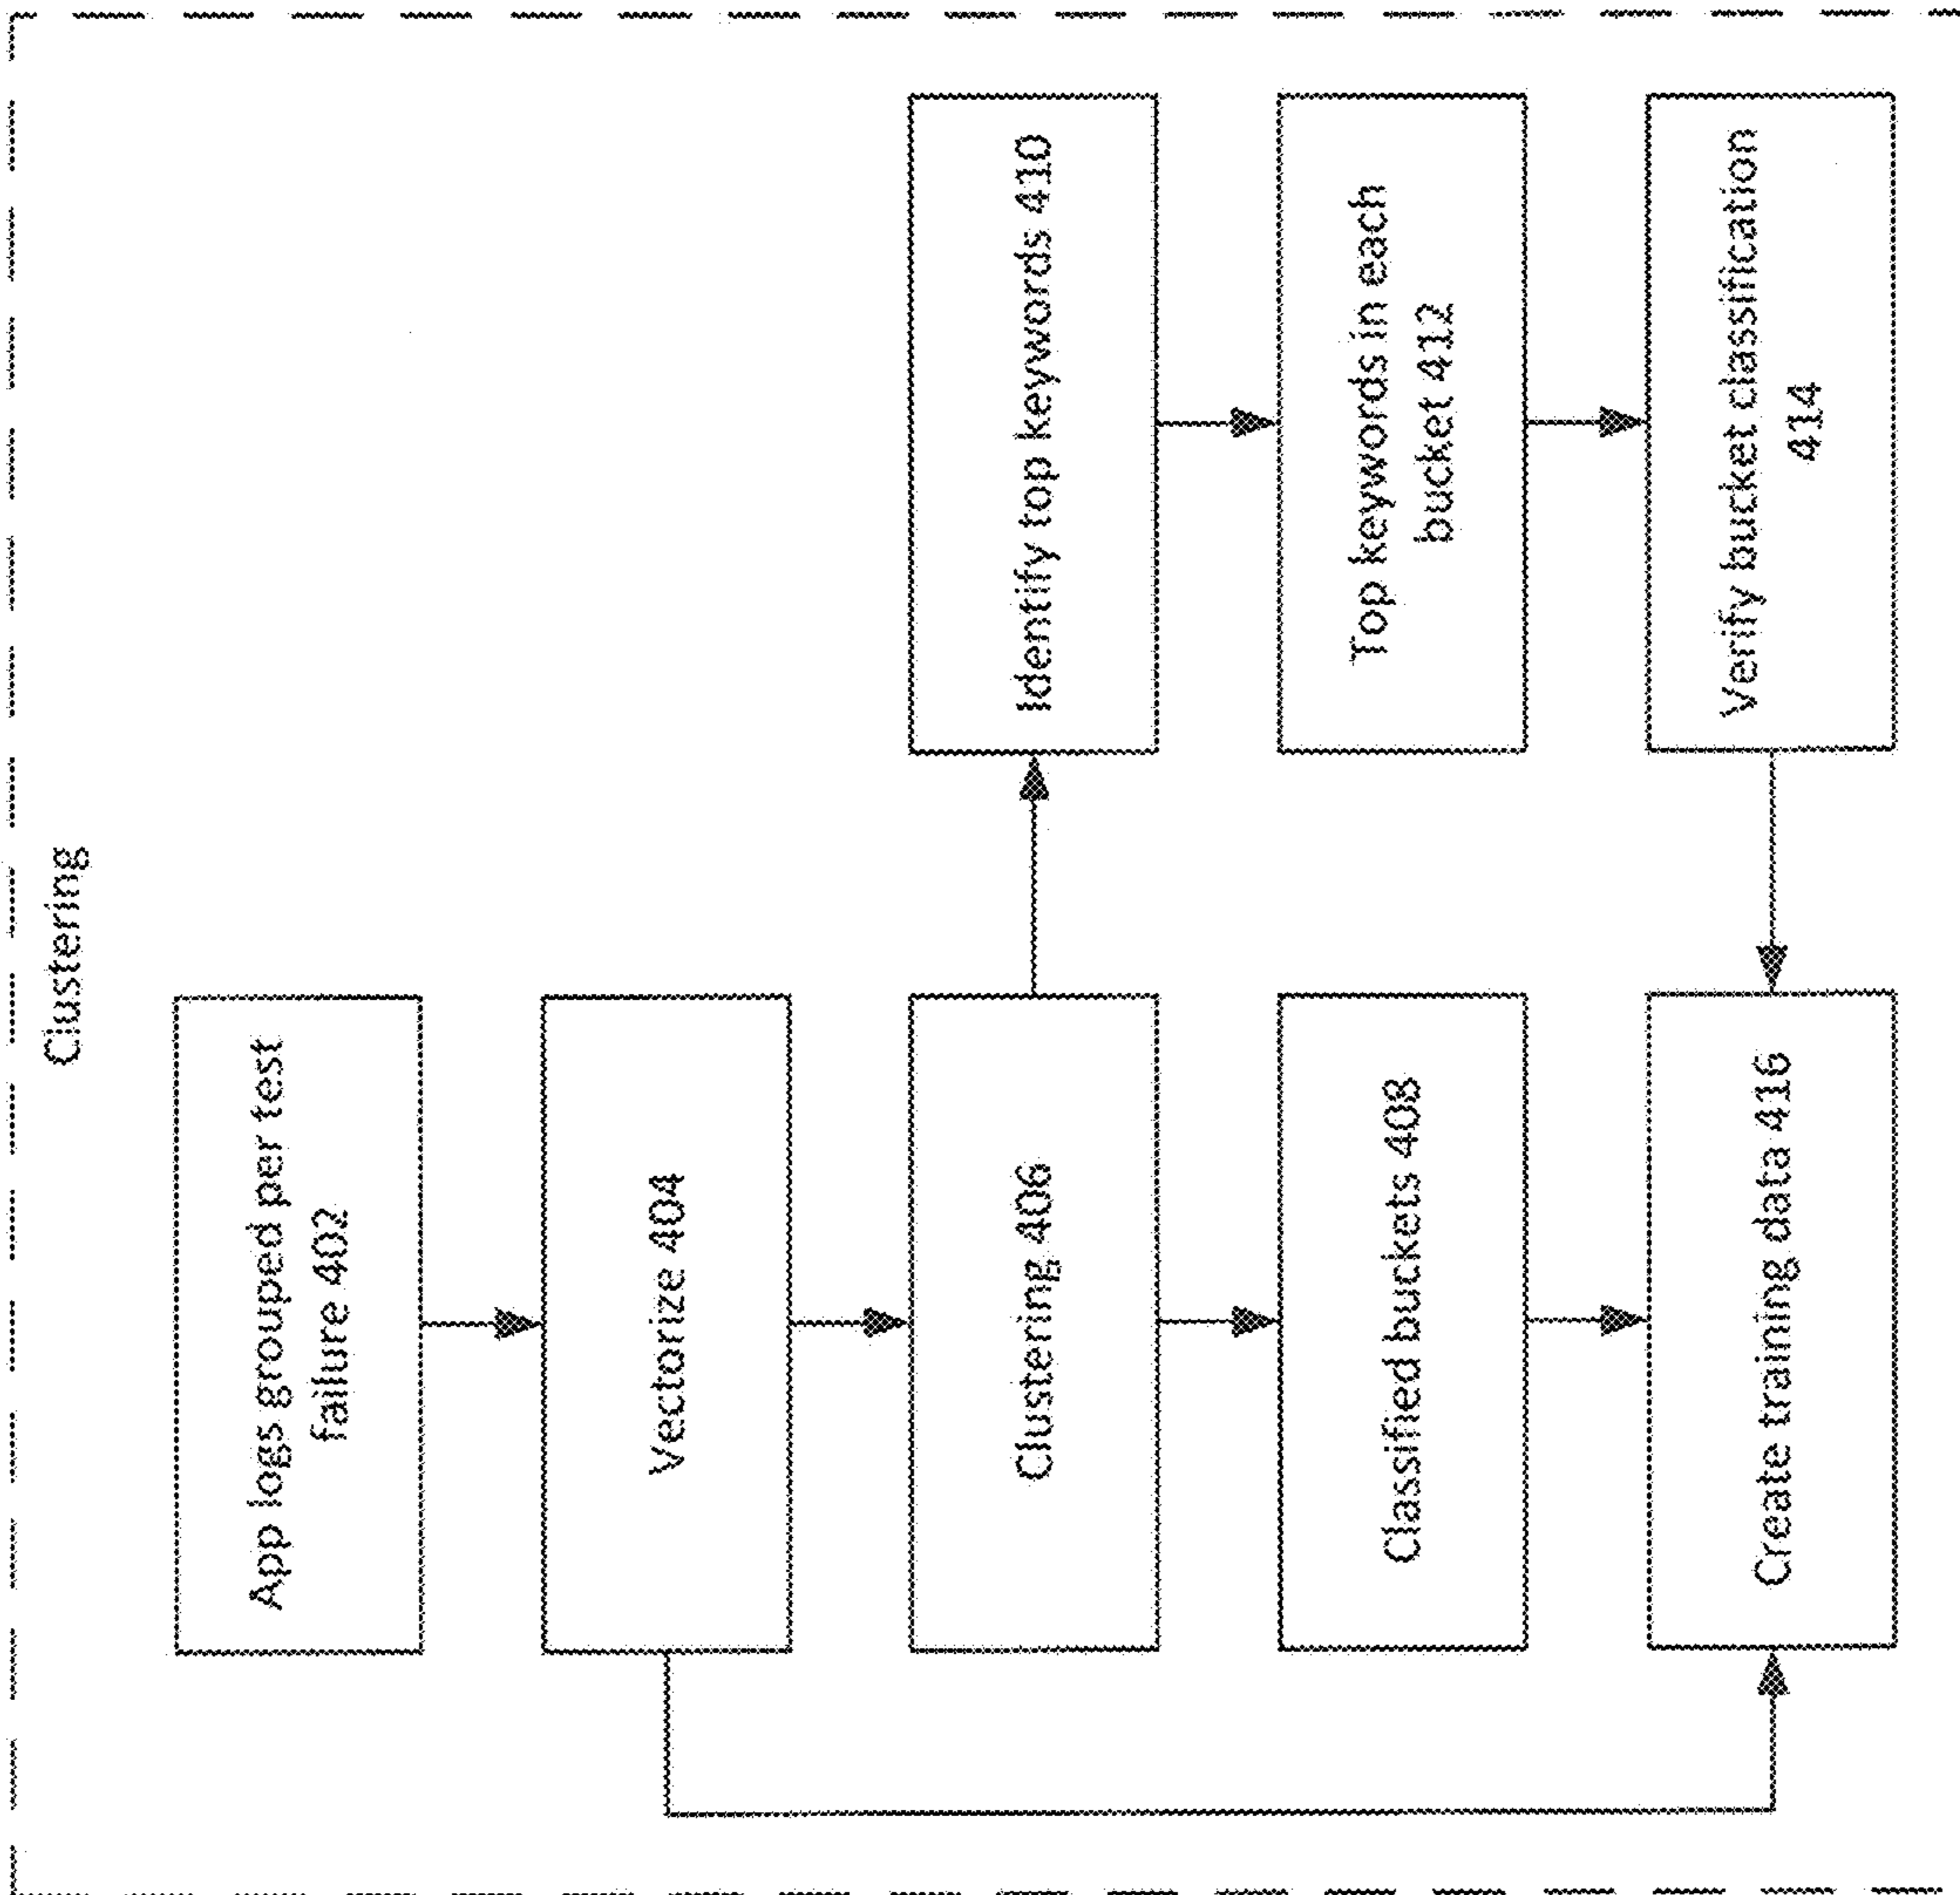 Clustering
App logs grouped per test
failure 402
Vectorize 404
Clustering 406
Classified buckets 408
Identify top keywords 410
Top keywords in each
bucket 412
Verify bucket classification
414
Create training data 416